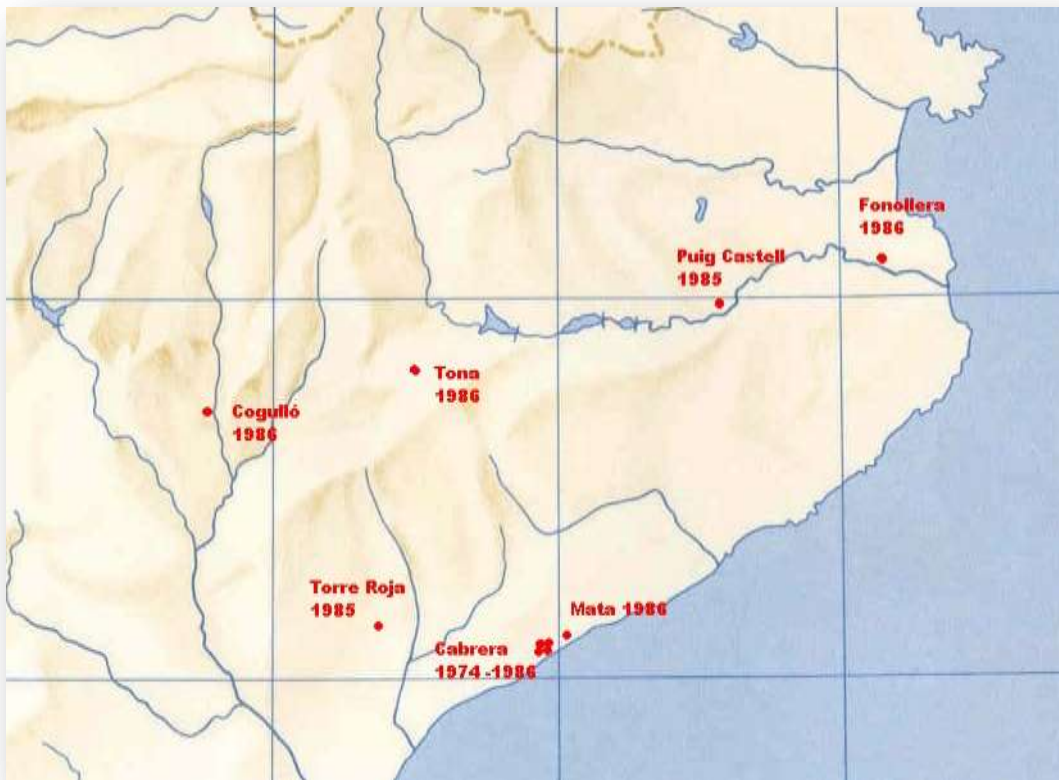 Fonollera
1986
Puig Castell
1985
Tona
1986
Cogulló
1986
Torre Roja
1985
Mata 1986
Cabrera
1974-1986